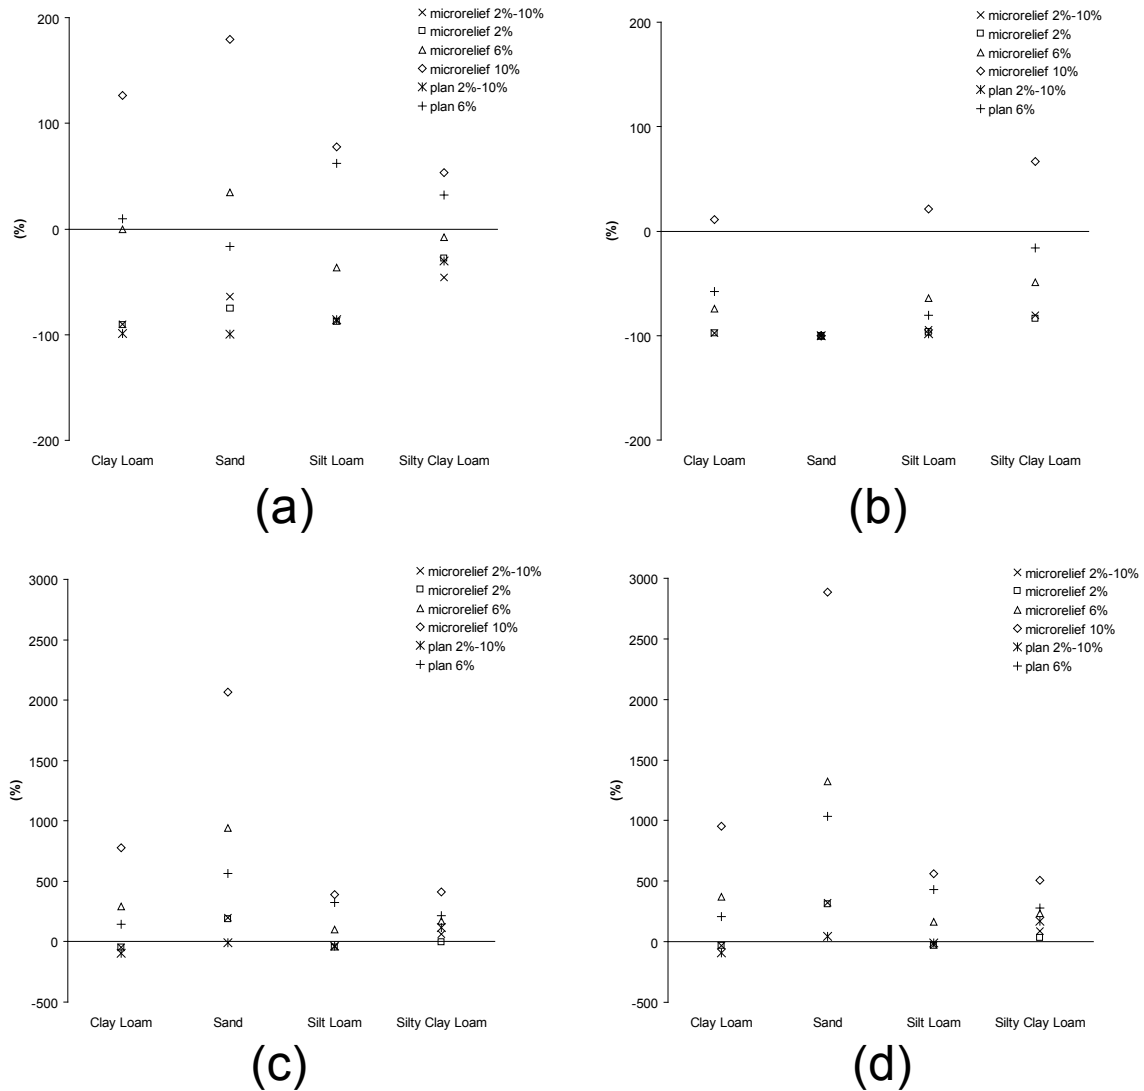 200
100
0
-100
-200
(%)
microrelief 2%-10%
microrelief 2%
microrelief 6%
microrelief 10%
plan 2%-10%
plan 6%
Clay Loam Sand Silt Loam Silty Clay Loam
(a)
200
100
0
-100
-200
(%)
microrelief 2%-10%
microrelief 2%
microrelief 6%
microrelief 10%
plan 2%-10%
plan 6%
Clay Loam Sand Silt Loam Silty Clay Loam
(b)
3000
2500
2000
1500
1000
500
0
-500
(%)
microrelief 2%-10%
microrelief 2%
microrelief 6%
microrelief 10%
plan 2%-10%
plan 6%
Clay Loam Sand Silt Loam Silty Clay Loam
(c)
3000
2500
2000
1500
1000
500
0
-500
(%)
microrelief 2%-10%
microrelief 2%
microrelief 6%
microrelief 10%
plan 2%-10%
plan 6%
Clay Loam Sand Silt Loam Silty Clay Loam
(d)